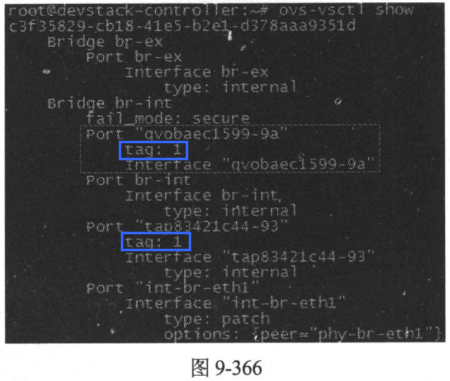 root@devstack-controller:~# ovs-vsctl show
c3f35829-cb18-41e5-b2e1-d378aaa9351d
Bridge br-ex
Port br-ex
Interface br-ex
type: internal
Bridge br-int
fail_mode: secure
Port "qvobaec1599-9a"
tag: 1
Interface "qvobaec1599-9a"
Port br-int
Interface br-int
type: internal
Port "tap83421c44-93"
tag: 1
Interface "tap83421c44-93"
type: internal
Port "int-br-eth1"
Interface "int-br-eth1"
type: patch
options: {peer="phy-br-eth1"}
图 9-366